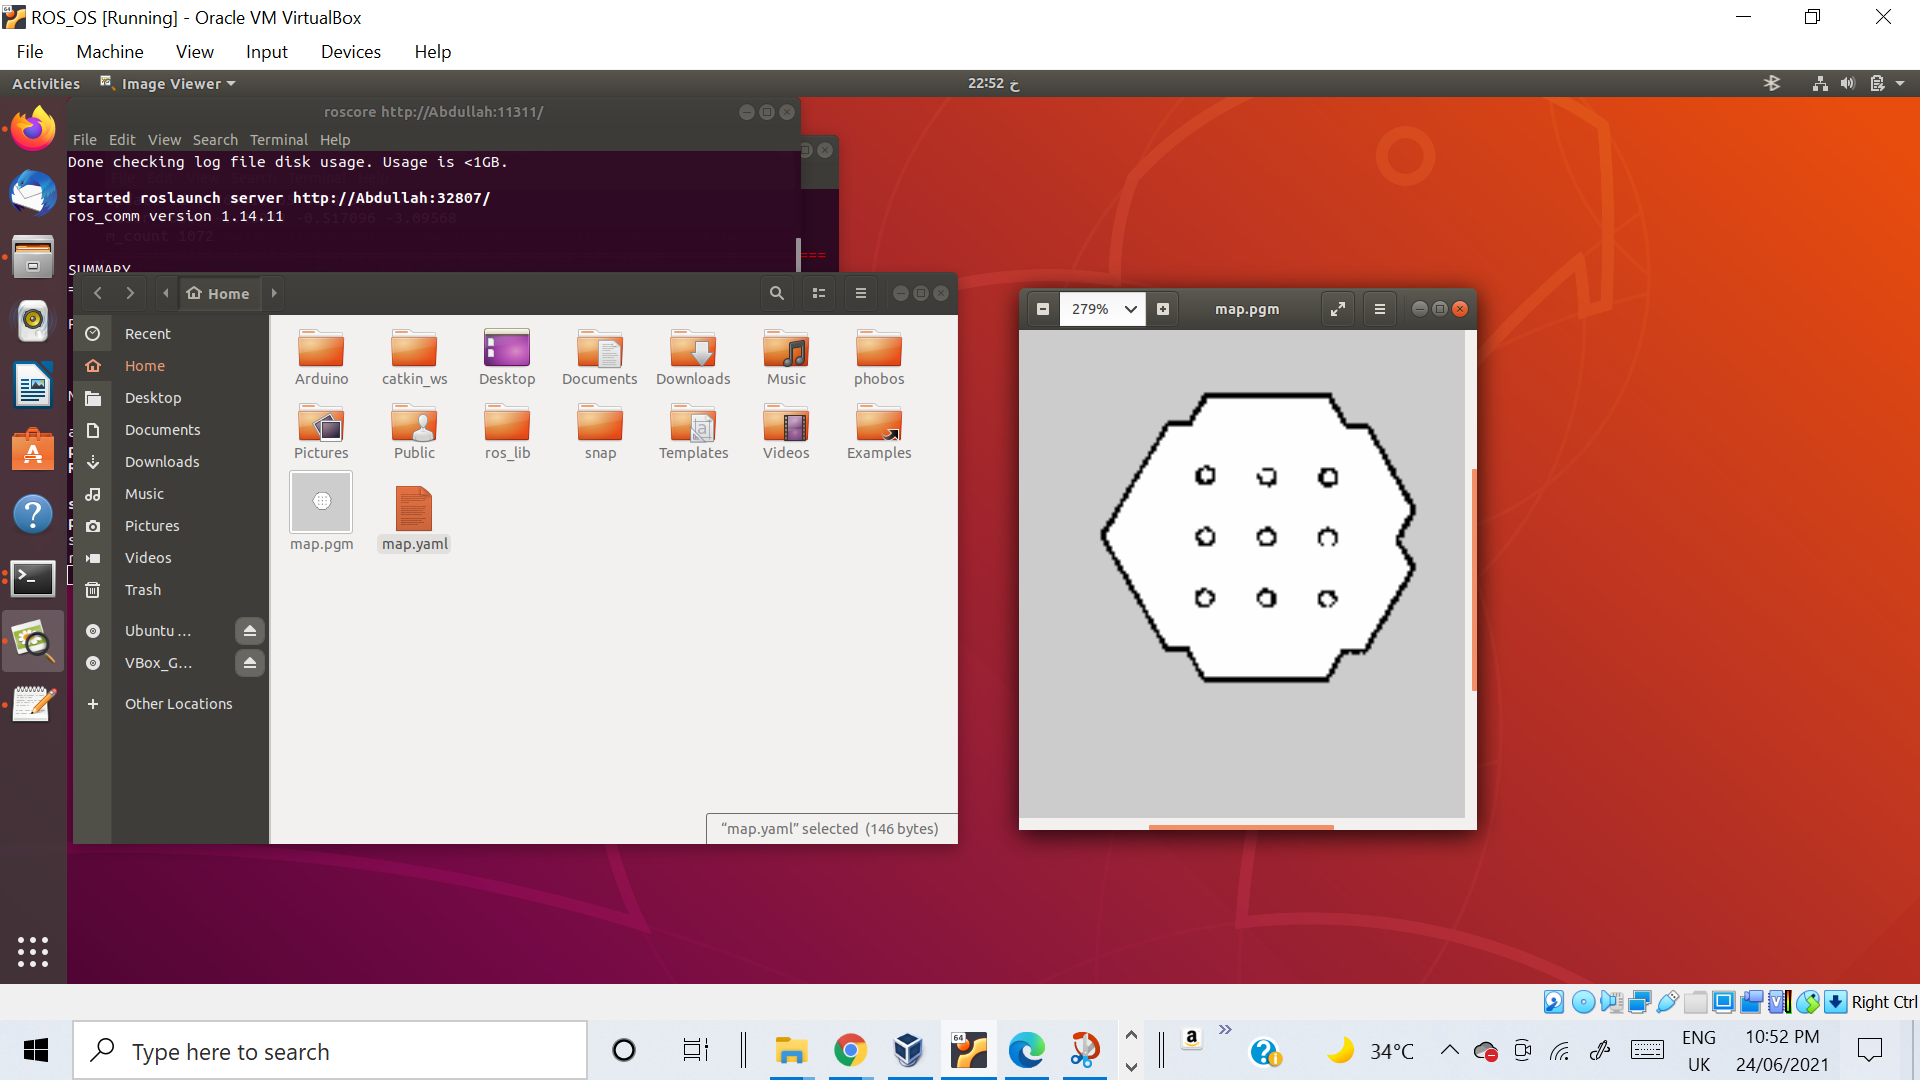 ROS_OS [Running] - Oracle VM VirtualBox
File Machine View Input Devices Help
Activities Image Viewer 22:52 خ
roscore http://Abdullah:11311/
File Edit View Search Terminal Help
Done checking log file disk usage. Usage is <1GB.
started roslaunch server http://Abdullah:32807/
ros_comm version 1.14.11
m_count 1072
===
SUMMARY
Home
Recent
Home
Desktop
Documents
Downloads
Music
Pictures
Videos
Trash
Ubuntu …
VBox_G…
Other Locations
Arduino catkin_ws Desktop Documents Downloads Music phobos
Pictures Public ros_lib snap Templates Videos Examples
map.pgm map.yaml
“map.yaml” selected (146 bytes)
279% map.pgm
Right Ctrl
Type here to search
64
a
34°C
ENG
UK
10:52 PM
24/06/2021